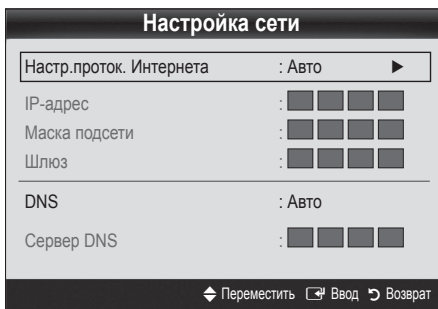 Настройка сети
Настр.проток. Интернета : Авто
IP-адрес :
Маска подсети :
Шлюз :
DNS : Авто
Сервер DNS :
Переместить Ввод Возврат